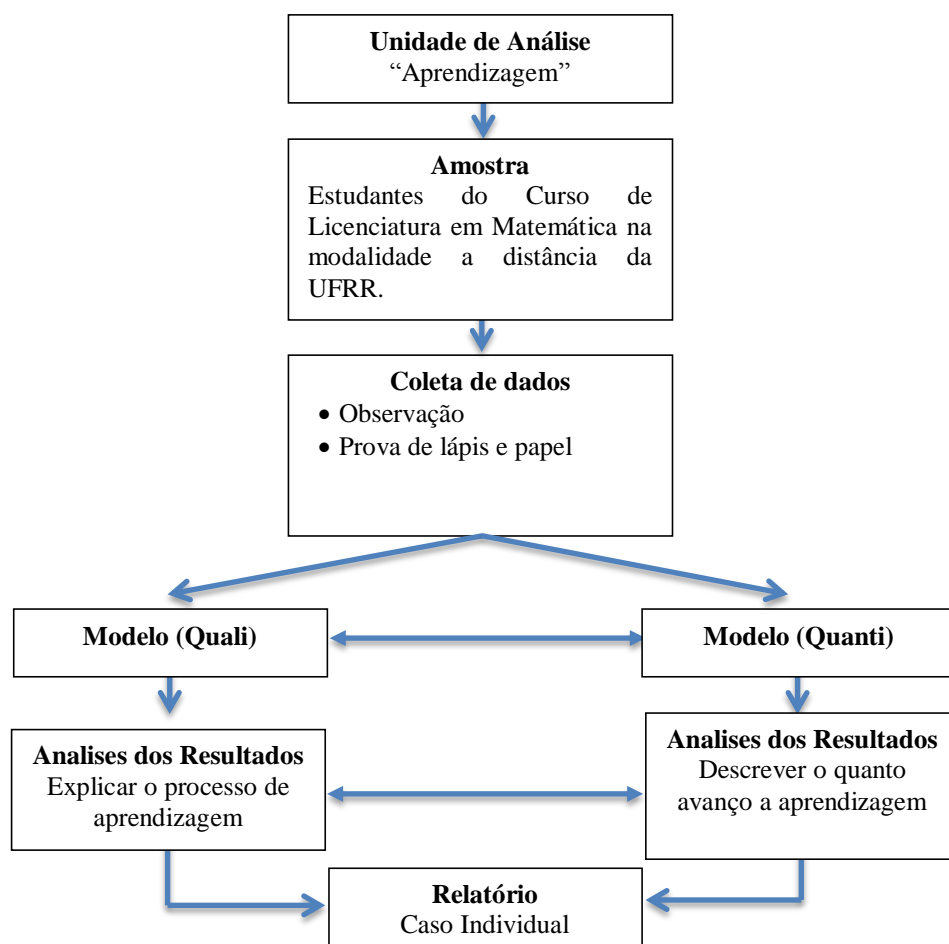 Unidade de Análise
“Aprendizagem”
Amostra
Estudantes do Curso de
Licenciatura em Matemática na
modalidade a distância da
UFRR.
Coleta de dados
• Observação
• Prova de lápis e papel
Modelo (Quali)
Modelo (Quanti)
Analises dos Resultados
Explicar o processo de
aprendizagem
Analises dos Resultados
Descrever o quanto
avanço a aprendizagem
Relatório
Caso Individual